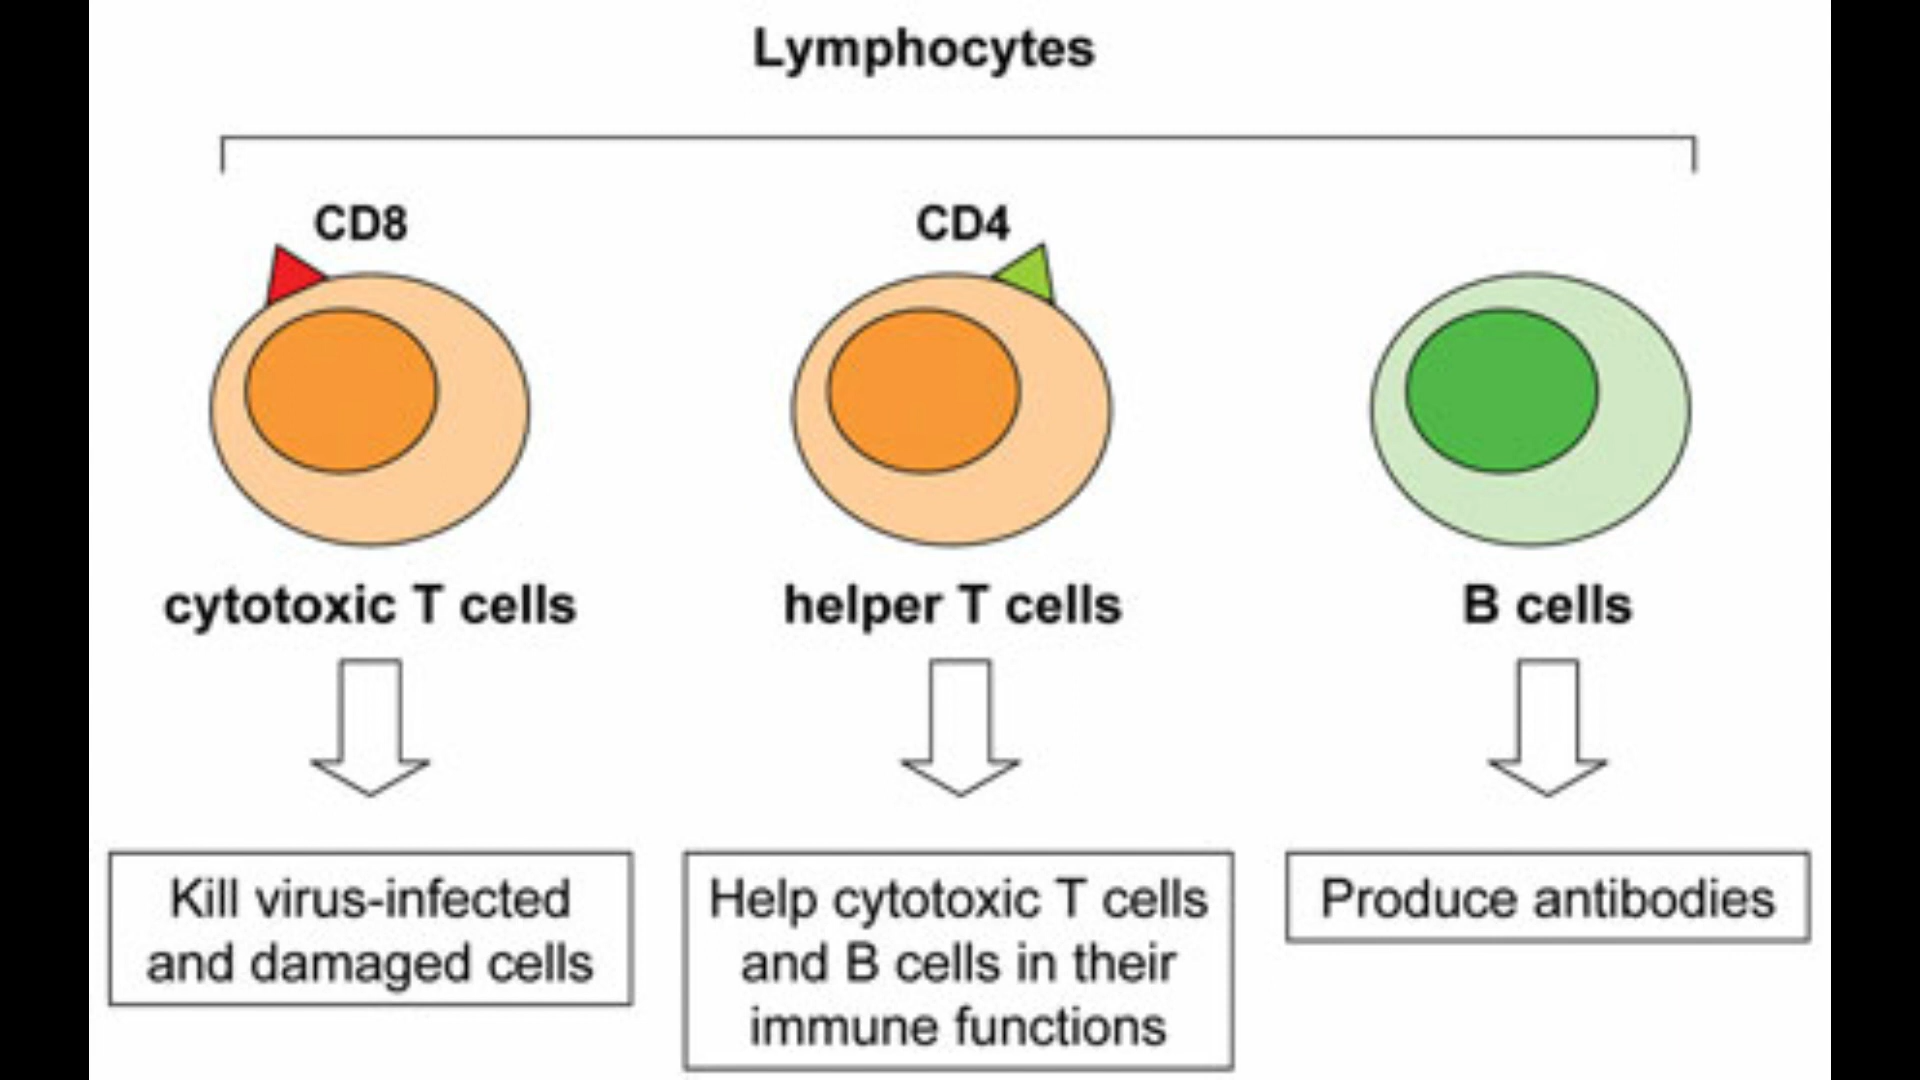 Lymphocytes
CD8
CD4
cytotoxic T cells
helper T cells
B cells
Kill virus-infected
and damaged cells
Help cytotoxic T cells
and B cells in their
immune functions
Produce antibodies